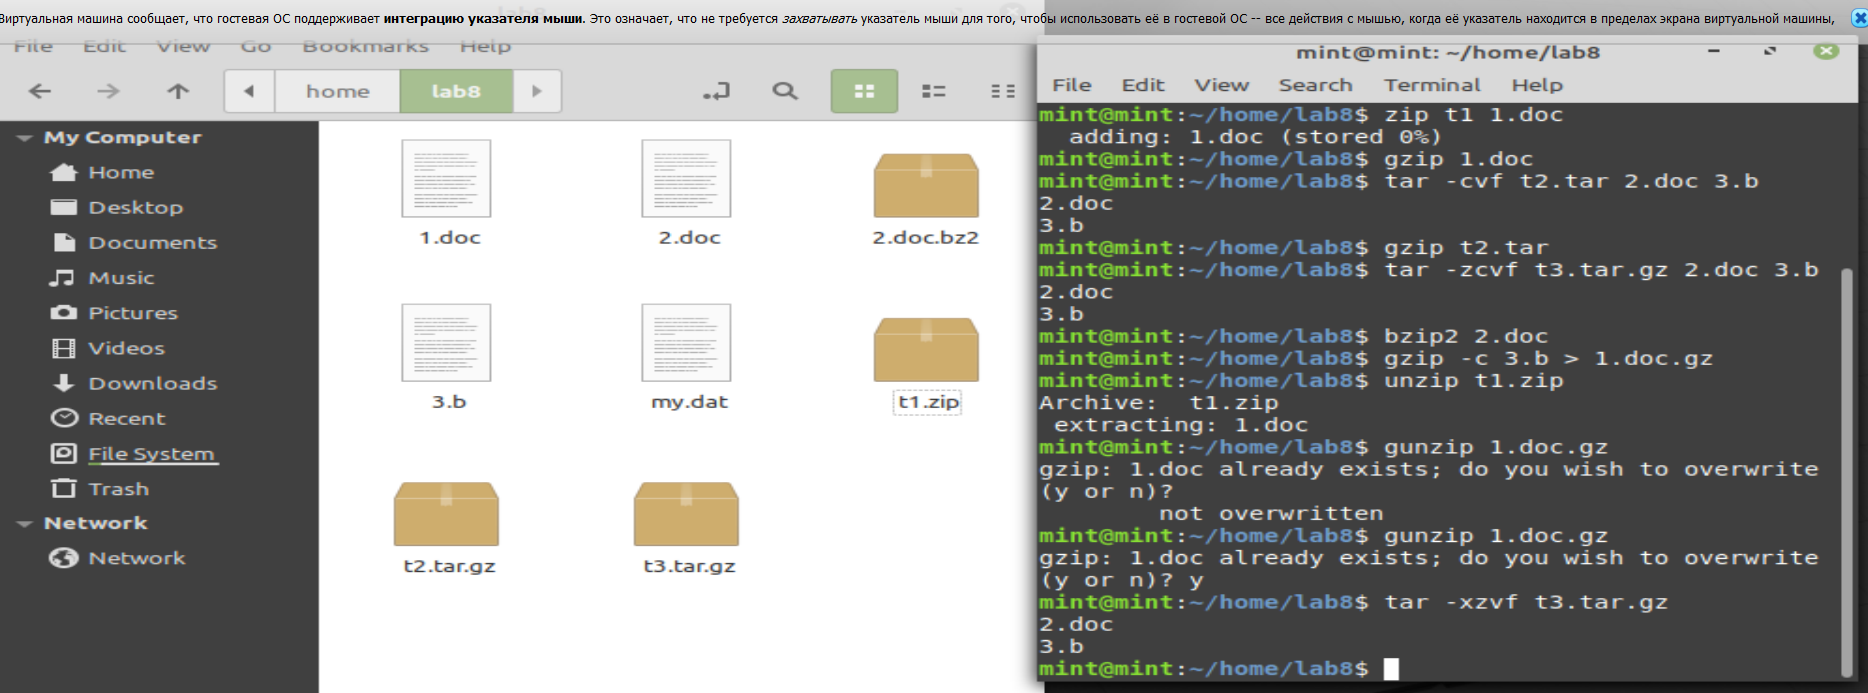 Виртуальная машина сообщает, что гостевая ОС поддерживает интеграцию указателя мыши. Это означает, что не требуется захватывать указатель мыши для того, чтобы использовать её в гостевой ОС -- все действия с мышью, когда её указатель находится в пределах экрана виртуальной машины,
lab8
File Edit View Go Bookmarks Help
home lab8
My Computer
Home
Desktop
Documents
Music
Pictures
Videos
Downloads
Recent
File System
Trash
Network
Network
1.doc 2.doc 2.doc.bz2
3.b my.dat t1.zip
t2.tar.gz t3.tar.gz
mint@mint: ~/home/lab8
File Edit View Search Terminal Help
mint@mint:~/home/lab8$ zip t1 1.doc
  adding: 1.doc (stored 0%)
mint@mint:~/home/lab8$ gzip 1.doc
mint@mint:~/home/lab8$ tar -cvf t2.tar 2.doc 3.b
2.doc
3.b
mint@mint:~/home/lab8$ gzip t2.tar
mint@mint:~/home/lab8$ tar -zcvf t3.tar.gz 2.doc 3.b
2.doc
3.b
mint@mint:~/home/lab8$ bzip2 2.doc
mint@mint:~/home/lab8$ gzip -c 3.b > 1.doc.gz
mint@mint:~/home/lab8$ unzip t1.zip
Archive:  t1.zip
 extracting: 1.doc
mint@mint:~/home/lab8$ gunzip 1.doc.gz
gzip: 1.doc already exists; do you wish to overwrite
(y or n)?
        not overwritten
mint@mint:~/home/lab8$ gunzip 1.doc.gz
gzip: 1.doc already exists; do you wish to overwrite
(y or n)? y
mint@mint:~/home/lab8$ tar -xzvf t3.tar.gz
2.doc
3.b
mint@mint:~/home/lab8$